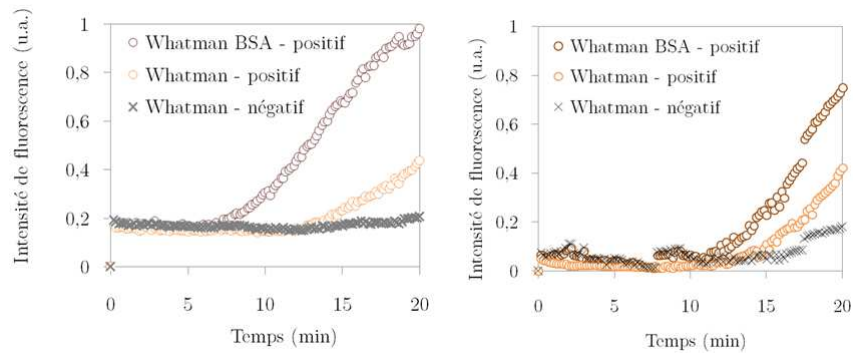 Intensité de fluorescence (u.a.)
1
0,8
0,6
0,4
0,2
0
Whatman BSA - positif
Whatman - positif
Whatman - négatif
0 5 10 15 20
Temps (min)
Intensité de fluorescence (u.a.)
1
0,8
0,6
0,4
0,2
0
Whatman BSA - positif
Whatman - positif
Whatman - négatif
0 5 10 15 20
Temps (min)